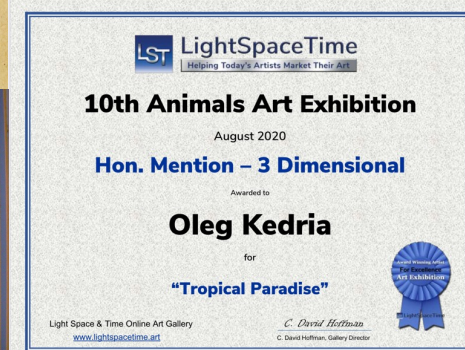 LST LightSpaceTime
Helping Today's Artists Market Their Art
10th Animals Art Exhibition
August 2020
Hon. Mention – 3 Dimensional
Awarded to
Oleg Kedria
for
“Tropical Paradise”
Award Winning Artist
For Excellence
Art Exhibition
LightSpaceTime
Light Space & Time Online Art Gallery
www.lightspacetime.art
C. David Hoffman
C. David Hoffman, Gallery Director